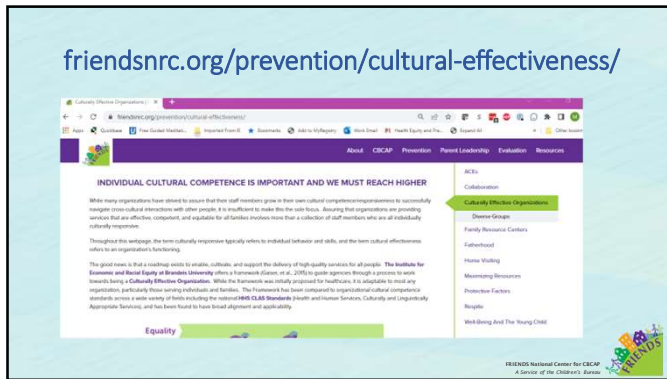 friendsnrc.org/prevention/cultural-effectiveness/
Culturally Effective Organizations
friendsnrc.org/prevention/cultural-effectiveness/
Apps Quickbase Free Guided Meditat... Imported From IE Bookmarks Add to MyRegistry Work Email Health Equity and Pre... Expand All
About CBCAP Prevention Parent Leadership Evaluation Resources
INDIVIDUAL CULTURAL COMPETENCE IS IMPORTANT AND WE MUST REACH HIGHER
While many organizations have strived to assure that their staff members grow in their own cultural competence/responsiveness to successfully
navigate cross-cultural interactions with other people, it is insufficient to make this the sole focus. Assuring that organizations are providing
services that are effective, competent, and equitable for all families involves more than a collection of staff members who are all individually
culturally responsive.
Throughout this webpage, the term culturally responsive typically refers to individual behavior and skills, and the term cultural effectiveness
refers to an organization's functioning.
The good news is that a roadmap exists to enable, cultivate, and support the delivery of high-quality services for all people. The Institute for
Economic and Racial Equity at Brandeis University offers a framework (Gaiser, et al., 2015) to guide agencies through a process to work
towards being a Culturally Effective Organization. While the framework was initially proposed for healthcare, it is adaptable to most any
organization, particularly those serving individuals and families. The Framework has been compared to organizational cultural competence
standards across a wide variety of fields including the national HHS CLAS Standards (Health and Human Services, Culturally and Linguistically
Appropriate Services), and has been found to have broad alignment and applicability.
Equality
ACEs
Collaboration
Culturally Effective Organizations
Diverse-Groups
Family Resource Centers
Fatherhood
Home Visiting
Maximizing Resources
Protective Factors
Respite
Well-Being And The Young Child
FRIENDS National Center for CBCAP
A Service of the Children's Bureau
FRIENDS